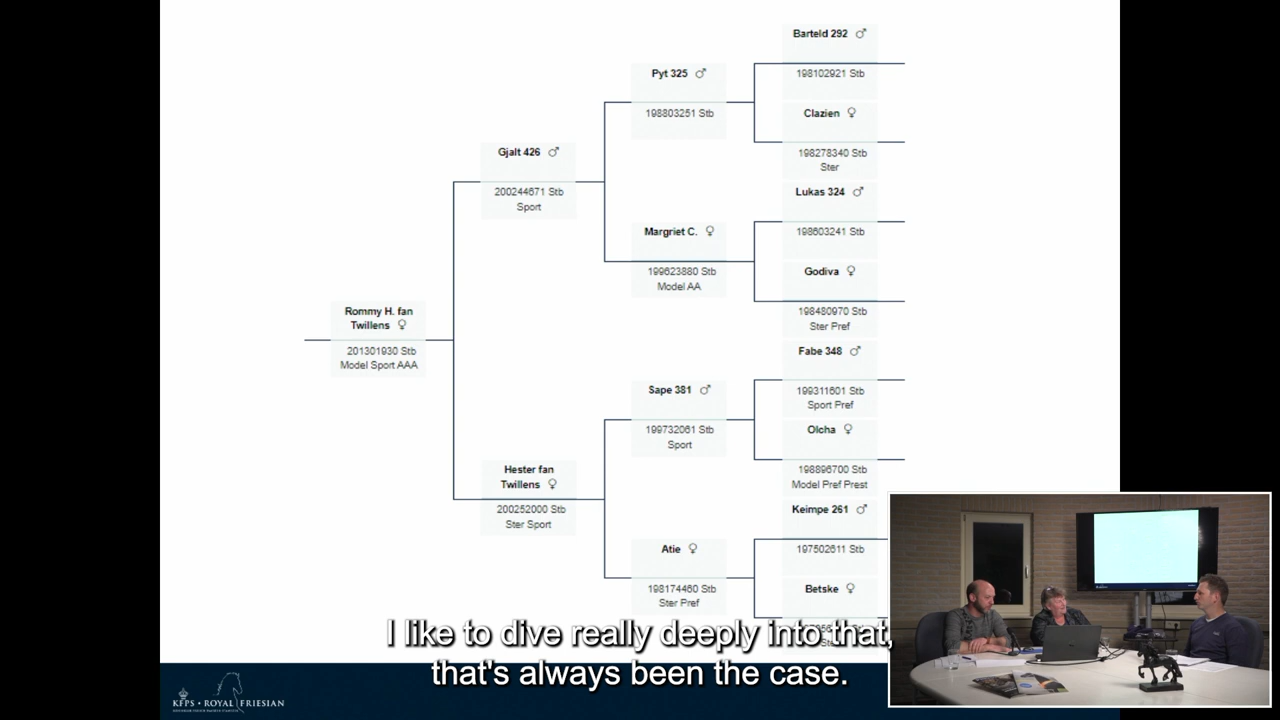 Barteld 292 ♂
198102921 Stb
Pyt 325 ♂
198803251 Stb
Clazien ♀
198278340 Stb
Ster
Gjalt 426 ♂
200244671 Stb
Sport
Lukas 324 ♂
198603241 Stb
Margriet C. ♀
199623880 Stb
Model AA
Godiva ♀
198480970 Stb
Ster Pref
Rommy H. fan
Twillens ♀
201301930 Stb
Model Sport AAA
Fabe 348 ♂
199311601 Stb
Sport Pref
Sape 381 ♂
199732061 Stb
Sport
Olcha ♀
198896700 Stb
Model Pref Prest
Hester fan
Twillens ♀
200252000 Stb
Ster Sport
Keimpe 261 ♂
197502611 Stb
Atie ♀
198174460 Stb
Ster Pref
Betske ♀
I like to dive really deeply into that,
that's always been the case.
KFPS • ROYAL FRIESIAN